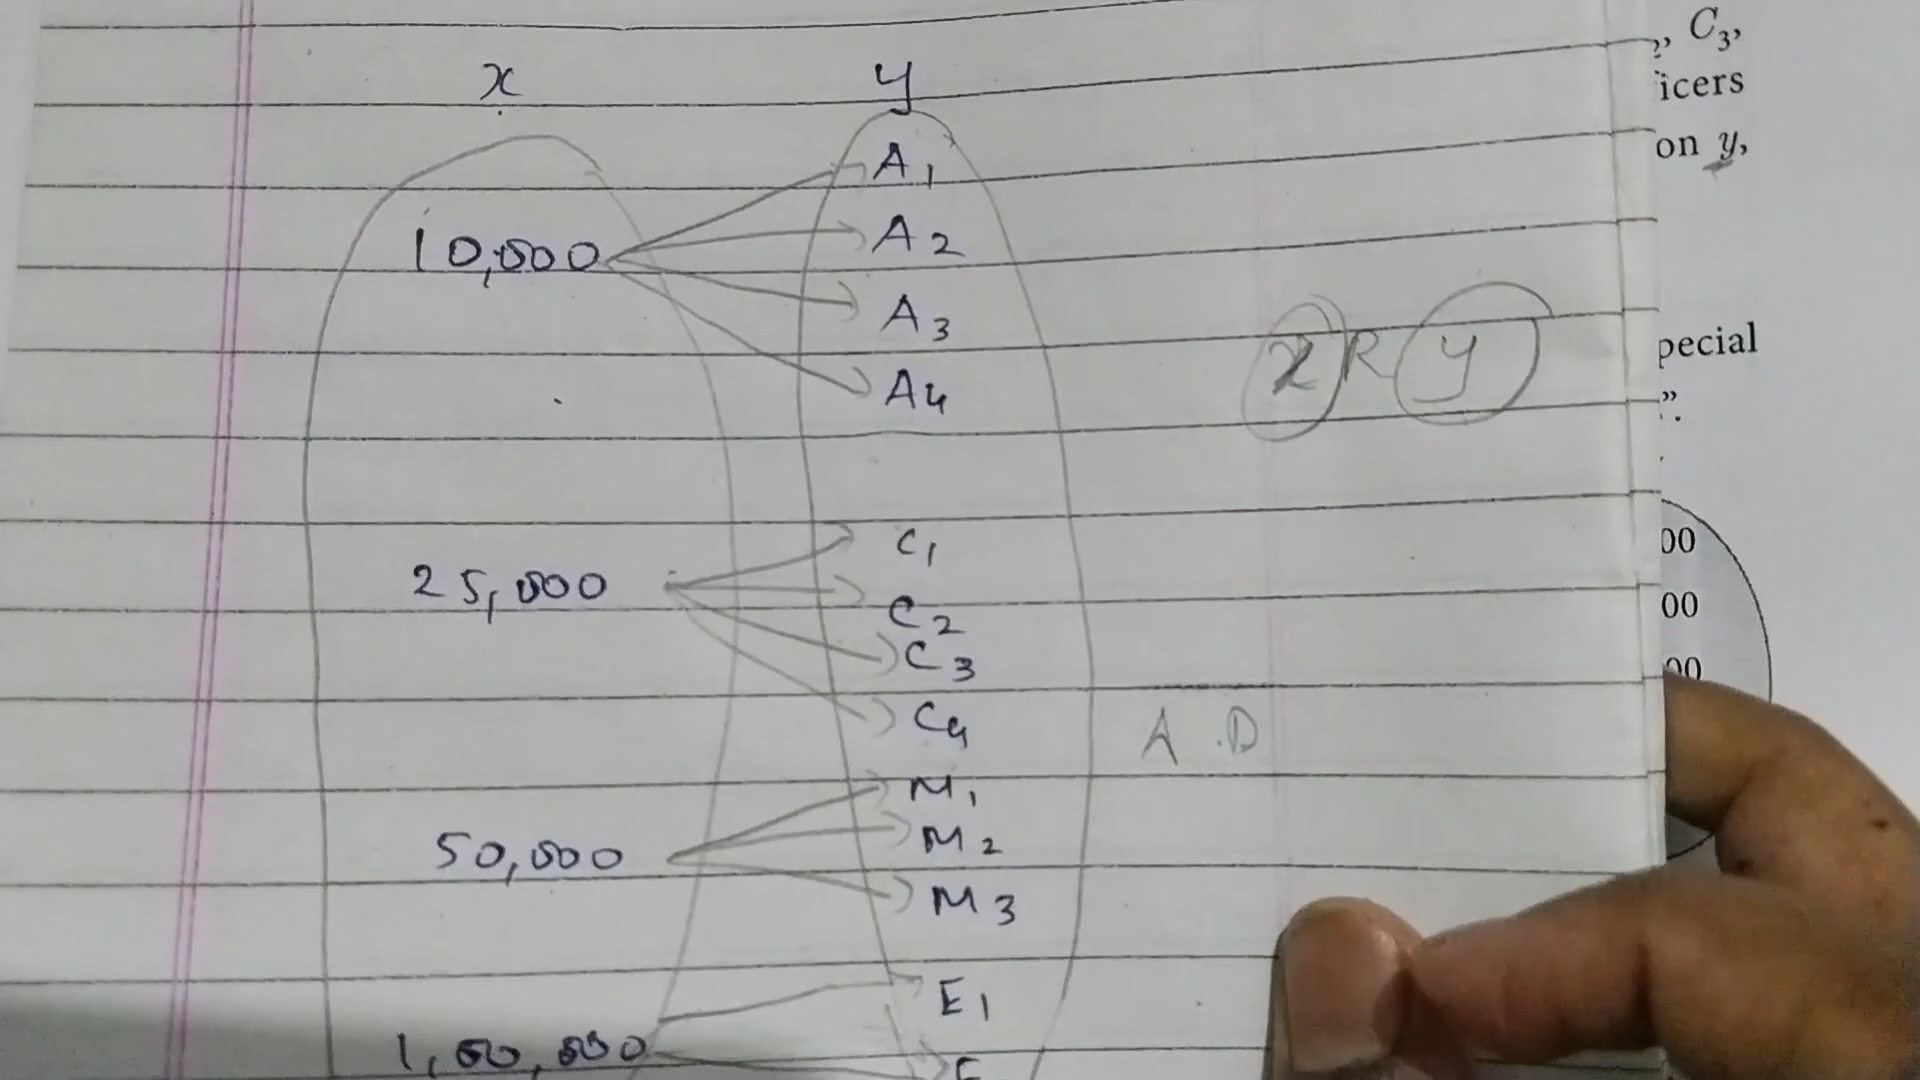 x y
A1
10,000 A2
A3
A4
x R y
25,000 C1
C2
C3
C4
A .D
M1
50,000 M2
M3
E1
1,00,000 E
, C3,
icers
on y,
pecial
”.
00
00
00